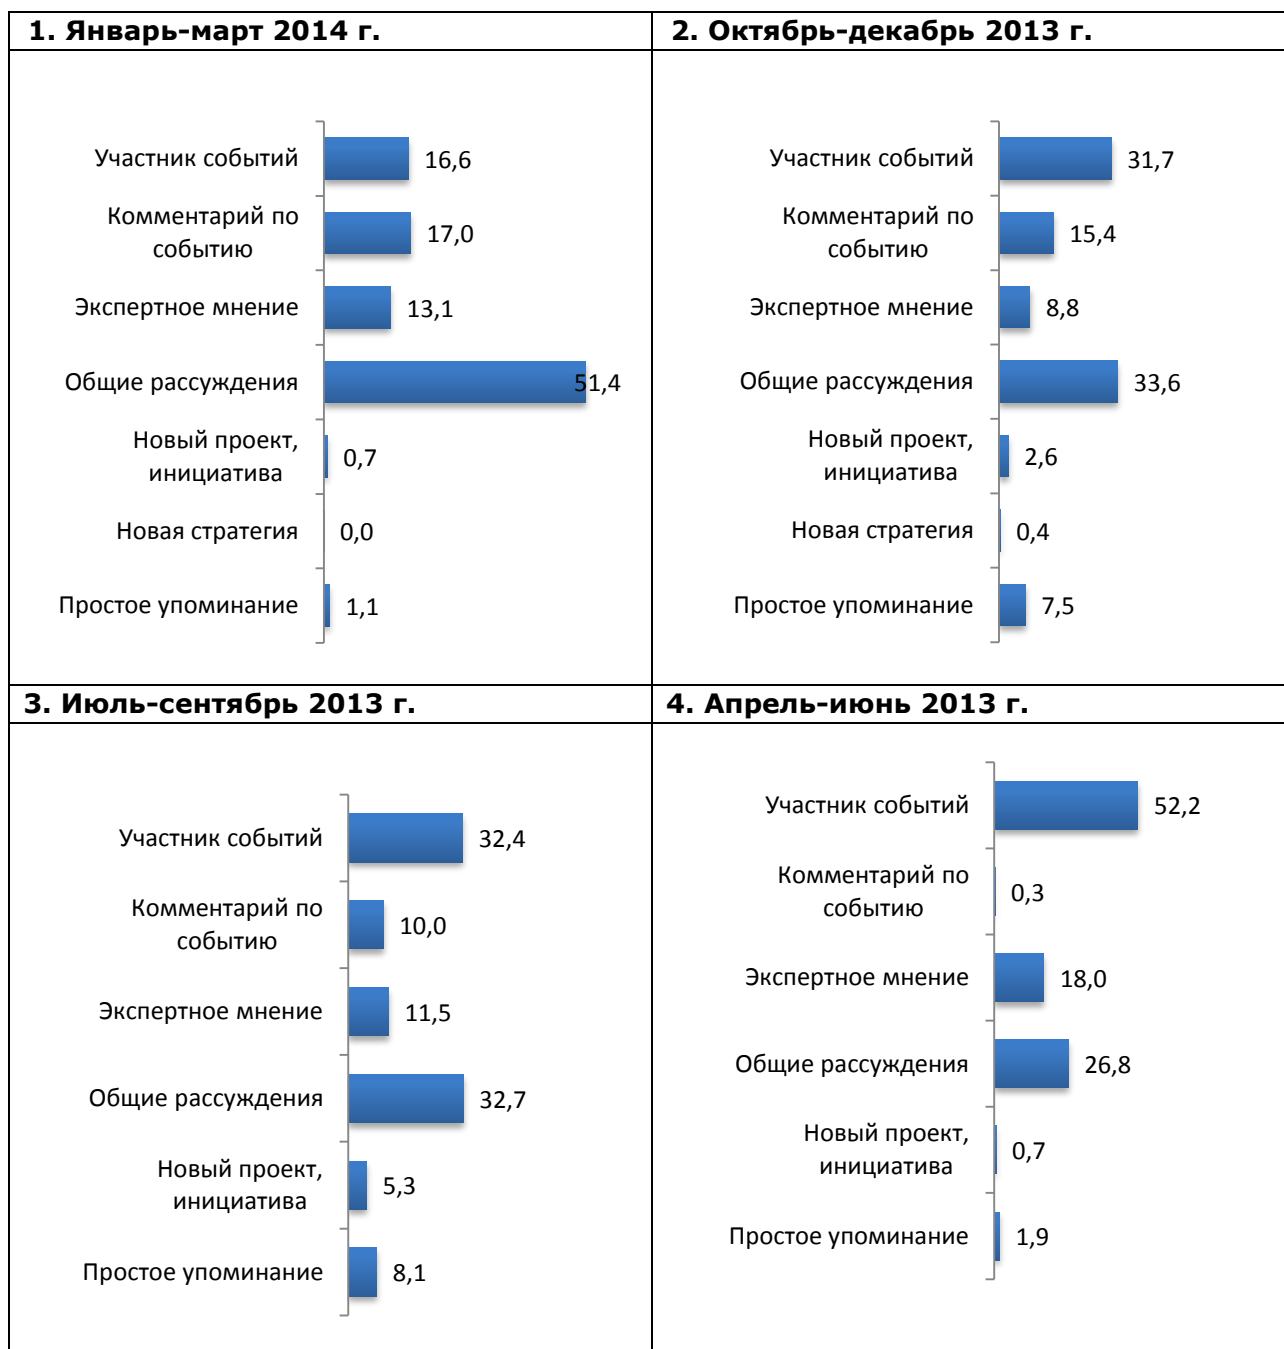 1. Январь-март 2014 г.
2. Октябрь-декабрь 2013 г.
Участник событий
16,6
Комментарий по
событию
17,0
Экспертное мнение
13,1
Общие рассуждения
51,4
Новый проект,
инициатива
0,7
Новая стратегия
0,0
Простое упоминание
1,1
Участник событий
31,7
Комментарий по
событию
15,4
Экспертное мнение
8,8
Общие рассуждения
33,6
Новый проект,
инициатива
2,6
Новая стратегия
0,4
Простое упоминание
7,5
3. Июль-сентябрь 2013 г.
4. Апрель-июнь 2013 г.
Участник событий
32,4
Комментарий по
событию
10,0
Экспертное мнение
11,5
Общие рассуждения
32,7
Новый проект,
инициатива
5,3
Простое упоминание
8,1
Участник событий
52,2
Комментарий по
событию
0,3
Экспертное мнение
18,0
Общие рассуждения
26,8
Новый проект,
инициатива
0,7
Простое упоминание
1,9